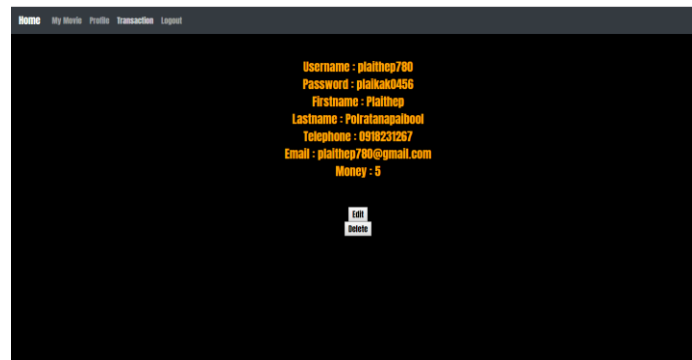 Home My Movie Profile Transaction Logout
Username : plaithep780
Password : plaikak0456
Firstname : Plaithep
Lastname : Polratanapaibool
Telephone : 0918231267
Email : plaithep780@gmail.com
Money : 5
Edit
Delete